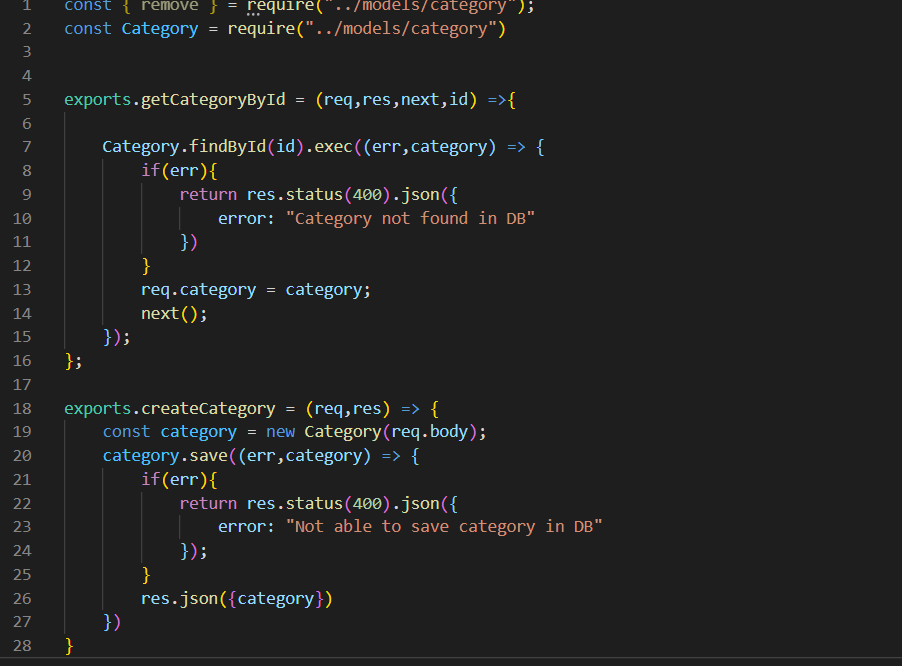 1 const { remove } = require("../models/category");
2 const Category = require("../models/category")
3
4
5 exports.getCategoryById = (req,res,next,id) =>{
6
7 Category.findById(id).exec((err,category) => {
8 if(err){
9 return res.status(400).json({
10 error: "Category not found in DB"
11 })
12 }
13 req.category = category;
14 next();
15 });
16 };
17
18 exports.createCategory = (req,res) => {
19 const category = new Category(req.body);
20 category.save((err,category) => {
21 if(err){
22 return res.status(400).json({
23 error: "Not able to save category in DB"
24 });
25 }
26 res.json({category})
27 })
28 }